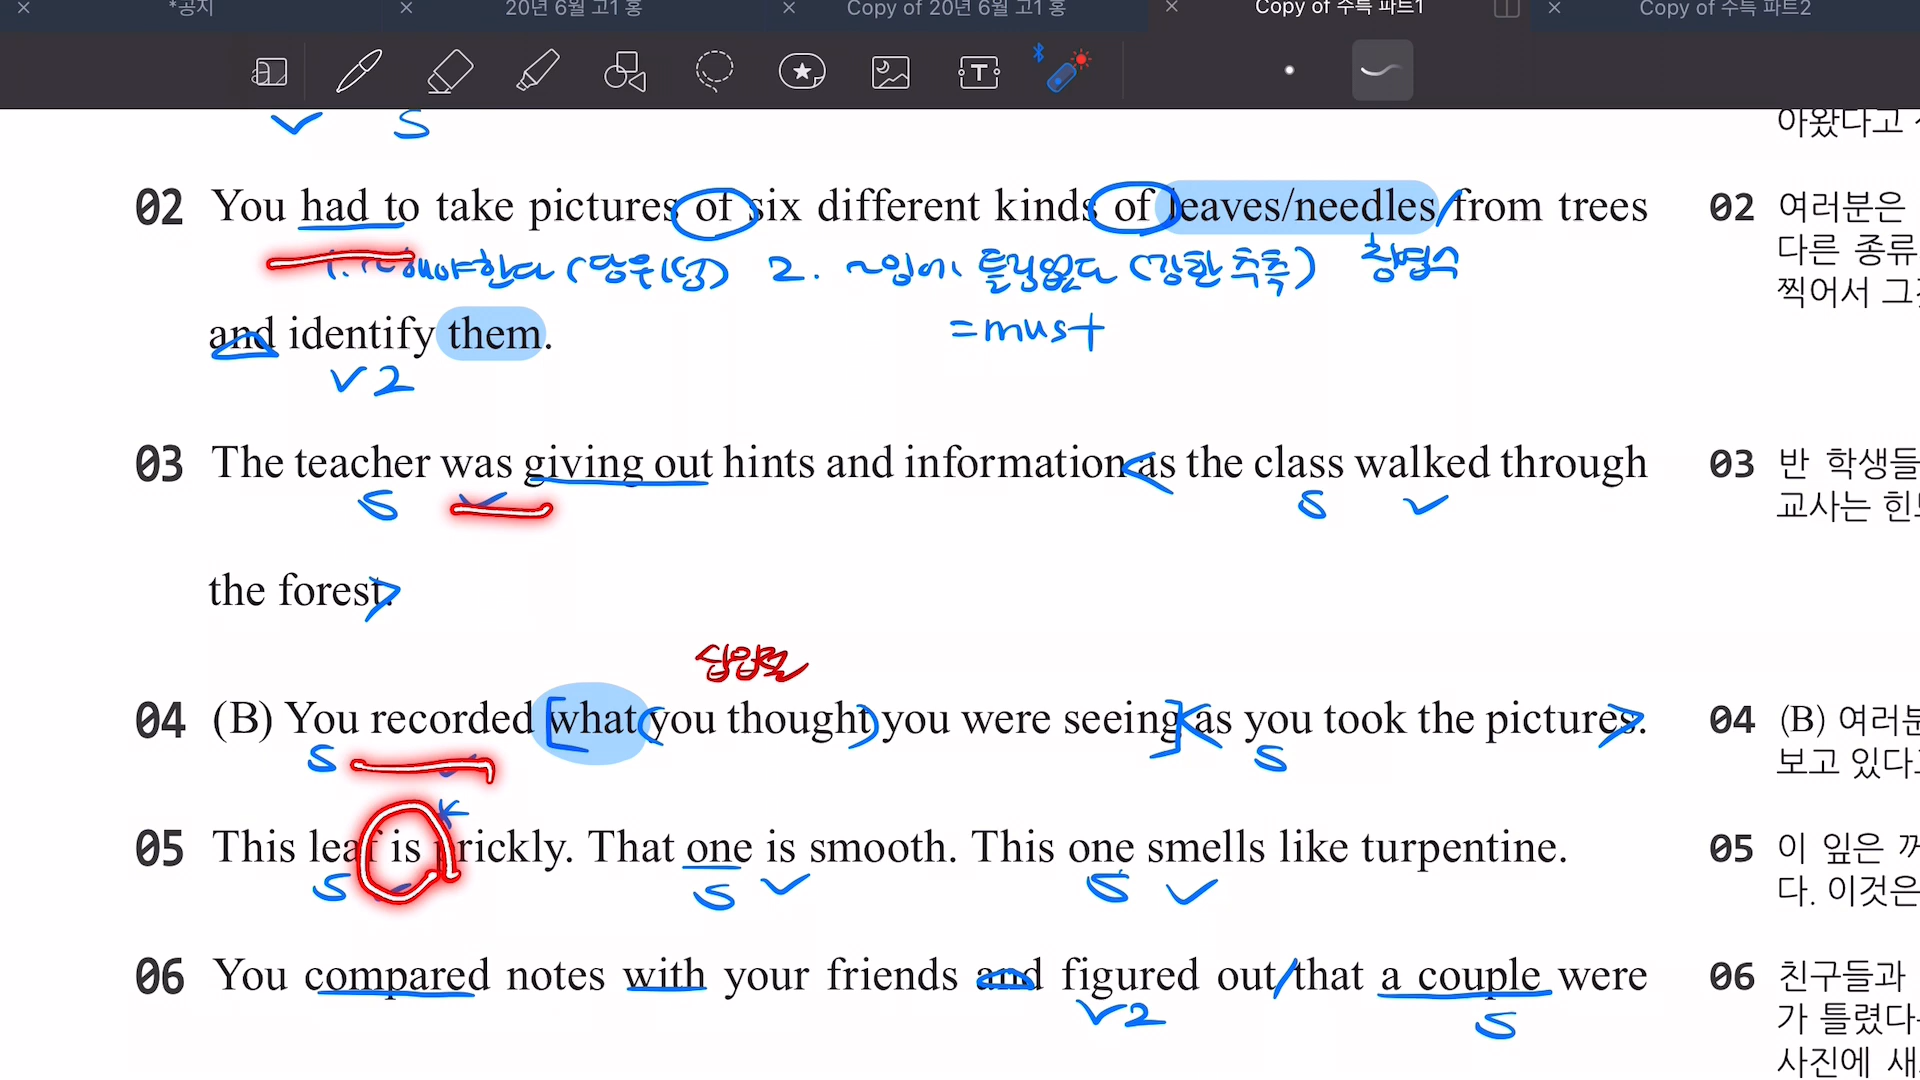 *공지 20년 6월 고1 홍 Copy of 20년 6월 고1 홍 Copy of 수특 파트1 Copy of 수특 파트2
V S
아왔다고
02 You had to take pictures of six different kinds of leaves/needles/from trees
1. ~해야한다 (당위성) 2. ~임에 틀림없다 (강한 추측)
and identify them.
=must
V2
02 여러분은
다른 종류
찍어서
03 The teacher was giving out hints and information <as the class walked through
S V S V
the forest.>
03 반 학생들
교사는
삽입절
04 (B) You recorded [what (you thought) you were seeing] <as you took the pictures.>
S V S
04 (B) 여러분
보고 있다고
05 This leaf is prickly. That one is smooth. This one smells like turpentine.
S V S V S V
05 이 잎은
다. 이것은
06 You compared notes with your friends and figured out/that a couple were
V2 S
06 친구들과
가 틀렸다
사진에 새